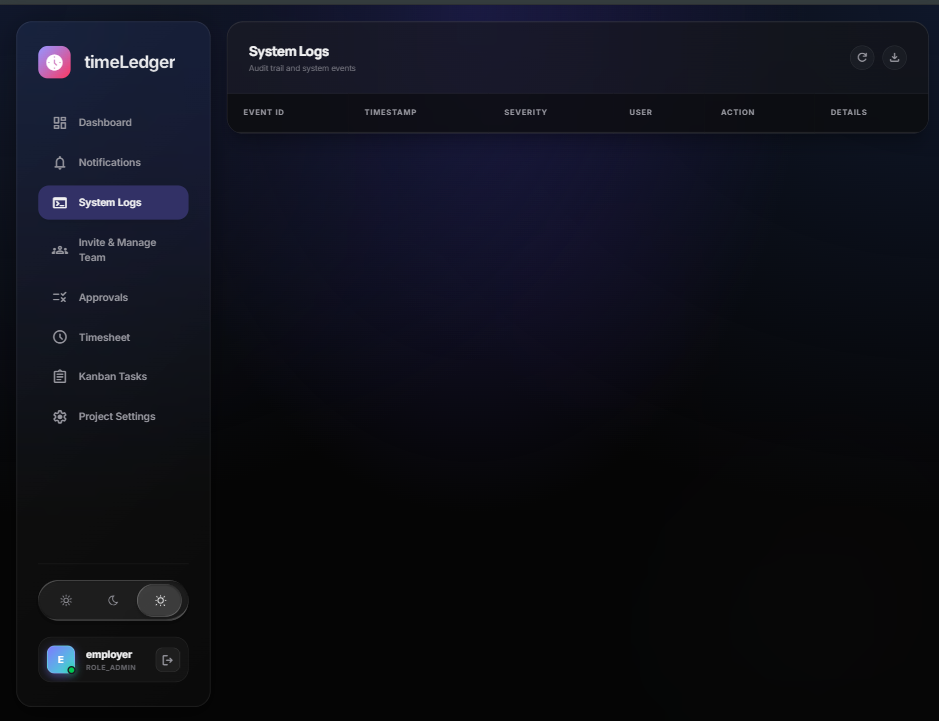 timeLedger
Dashboard
Notifications
System Logs
Invite & Manage
Team
Approvals
Timesheet
Kanban Tasks
Project Settings
E
employer
ROLE_ADMIN
System Logs
Audit trail and system events
EVENT ID TIMESTAMP SEVERITY USER ACTION DETAILS